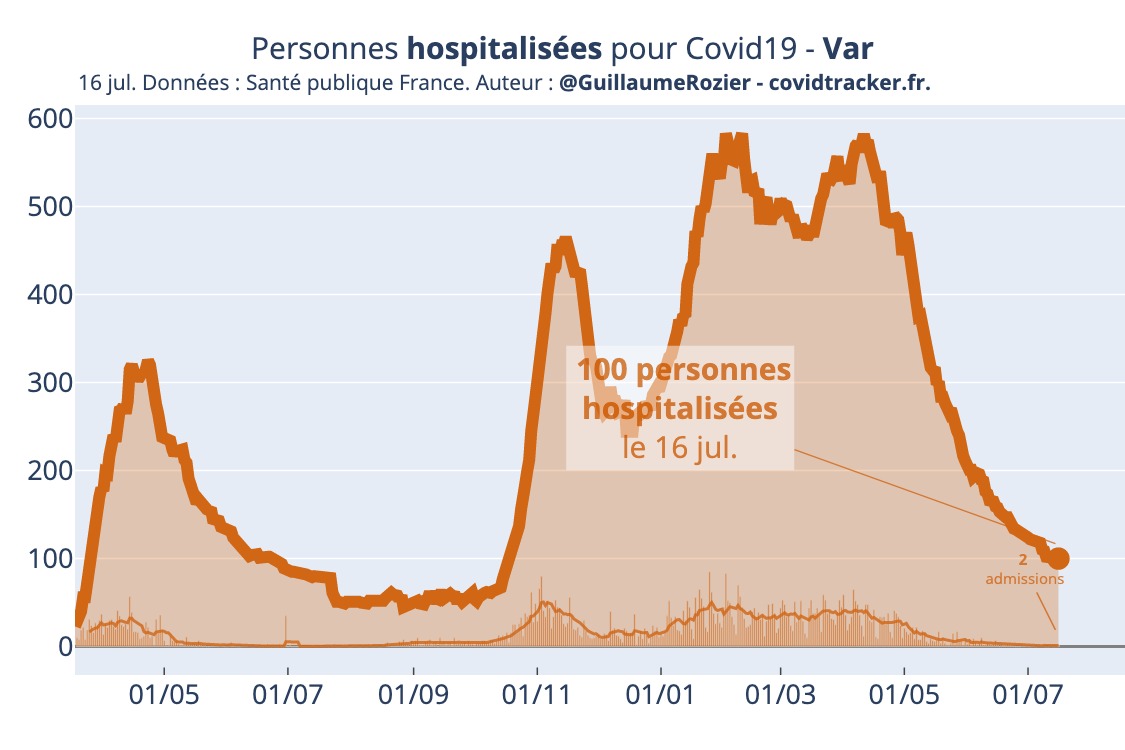 Personnes hospitalisées pour Covid19 - Var
16 jul. Données : Santé publique France. Auteur : @GuillaumeRozier - covidtracker.fr.
600
500
400
300
200
100
0
100 personnes
hospitalisées
le 16 jul.
2
admissions
01/05
01/07
01/09
01/11
01/01
01/03
01/05
01/07